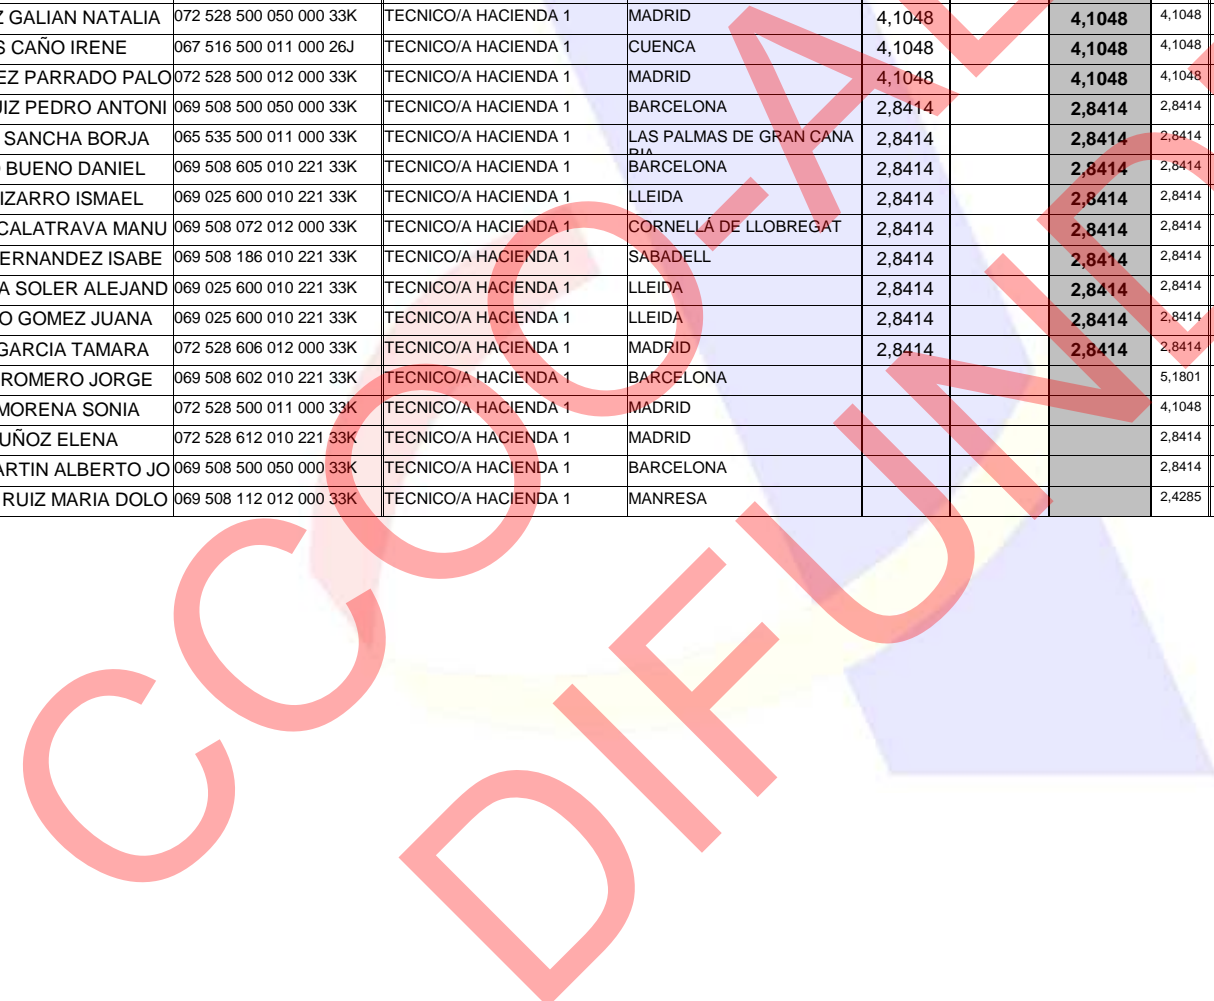 Z GALIAN NATALIA 072 528 500 050 000 33K TECNICO/A HACIENDA 1 MADRID 4,1048 4,1048 4,1048
S CAÑO IRENE 067 516 500 011 000 26J TECNICO/A HACIENDA 1 CUENCA 4,1048 4,1048 4,1048
EZ PARRADO PALO 072 528 500 012 000 33K TECNICO/A HACIENDA 1 MADRID 4,1048 4,1048 4,1048
JIZ PEDRO ANTONI 069 508 500 050 000 33K TECNICO/A HACIENDA 1 BARCELONA 2,8414 2,8414 2,8414
SANCHA BORJA 065 535 500 011 000 33K TECNICO/A HACIENDA 1 LAS PALMAS DE GRAN CANA 2,8414 2,8414 2,8414
RIA
BUENO DANIEL 069 508 605 010 221 33K TECNICO/A HACIENDA 1 BARCELONA 2,8414 2,8414 2,8414
IZARRO ISMAEL 069 025 600 010 221 33K TECNICO/A HACIENDA 1 LLEIDA 2,8414 2,8414 2,8414
CALATRAVA MANU 069 508 072 012 000 33K TECNICO/A HACIENDA 1 CORNELLÁ DE LLOBREGAT 2,8414 2,8414 2,8414
ERNANDEZ ISABE 069 508 186 010 221 33K TECNICO/A HACIENDA 1 SABADELL 2,8414 2,8414 2,8414
A SOLER ALEJAND 069 025 600 010 221 33K TECNICO/A HACIENDA 1 LLEIDA 2,8414 2,8414 2,8414
O GOMEZ JUANA 069 025 600 010 221 33K TECNICO/A HACIENDA 1 LLEIDA 2,8414 2,8414 2,8414
GARCIA TAMARA 072 528 606 012 000 33K TECNICO/A HACIENDA 1 MADRID 2,8414 2,8414 2,8414
ROMERO JORGE 069 508 602 010 221 33K TECNICO/A HACIENDA 1 BARCELONA 5,1801
MORENA SONIA 072 528 500 011 000 33K TECNICO/A HACIENDA 1 MADRID 4,1048
UÑOZ ELENA 072 528 612 010 221 33K TECNICO/A HACIENDA 1 MADRID 2,8414
ARTIN ALBERTO JO 069 508 500 050 000 33K TECNICO/A HACIENDA 1 BARCELONA 2,8414
RUIZ MARIA DOLO 069 508 112 012 000 33K TECNICO/A HACIENDA 1 MANRESA 2,4285
CCOO-AE
DIFUND